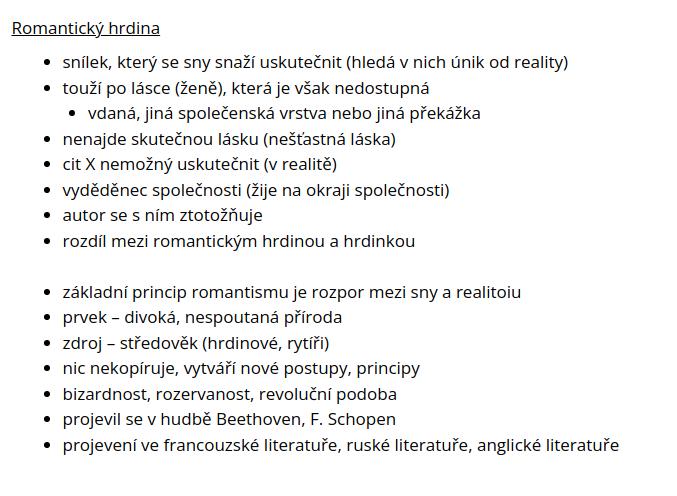 Romantický hrdina
snílek, který se sny snaží uskutečnit (hledá v nich únik od reality)
touží po lásce (ženě), která je však nedostupná
vdaná, jiná společenská vrstva nebo jiná překážka
nenajde skutečnou lásku (nešťastná láska)
cit X nemožný uskutečnit (v realitě)
vyděděnec společnosti (žije na okraji společnosti)
autor se s ním ztotožňuje
rozdíl mezi romantickým hrdinou a hrdinkou
základní princip romantismu je rozpor mezi sny a realitoiu
prvek – divoká, nespoutaná příroda
zdroj – středověk (hrdinové, rytíři)
nic nekopíruje, vytváří nové postupy, principy
bizardnost, rozervanost, revoluční podoba
projevil se v hudbě Beethoven, F. Schopen
projevení ve francouzské literatuře, ruské literatuře, anglické literatuře